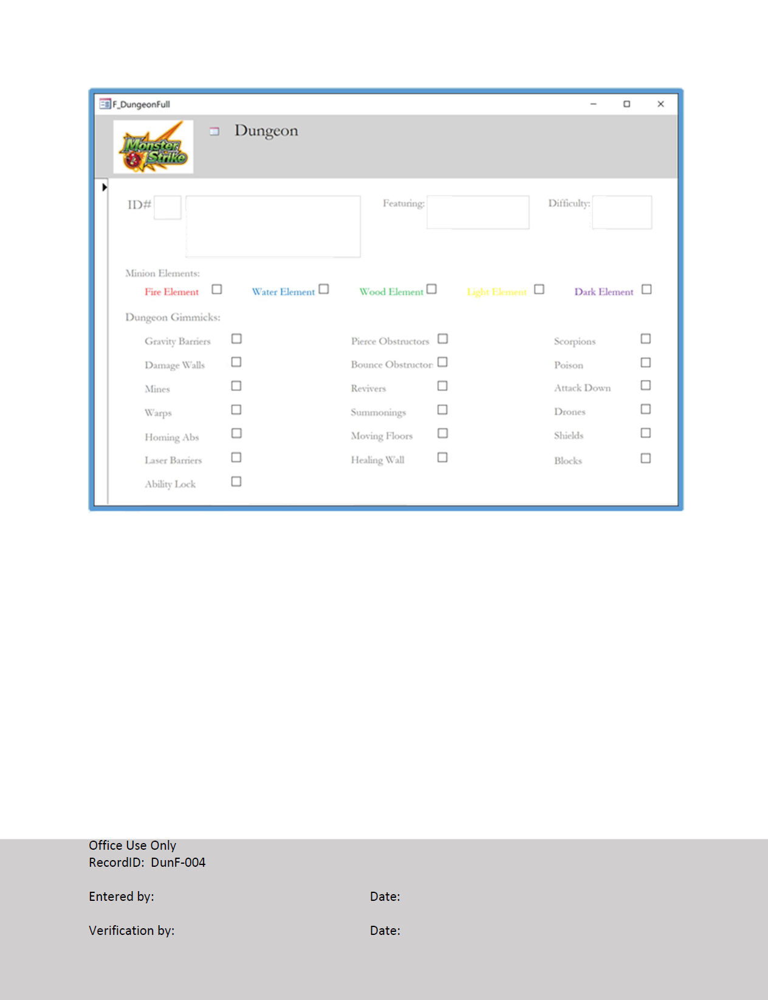 F_DungeonFull
Monster
Strike
Dungeon
ID#
Featuring:
Difficulty:
Minion Elements:
Fire Element
Water Element
Wood Element
Light Element
Dark Element
Dungeon Gimmicks:
Gravity Barriers
Pierce Obstructors
Scorpions
Damage Walls
Bounce Obstructor
Poison
Mines
Revivers
Attack Down
Warps
Summonings
Drones
Homing Abs
Moving Floors
Shields
Laser Barriers
Healing Wall
Blocks
Ability Lock
Office Use Only
RecordID: DunF-004
Entered by:
Date:
Verification by:
Date: